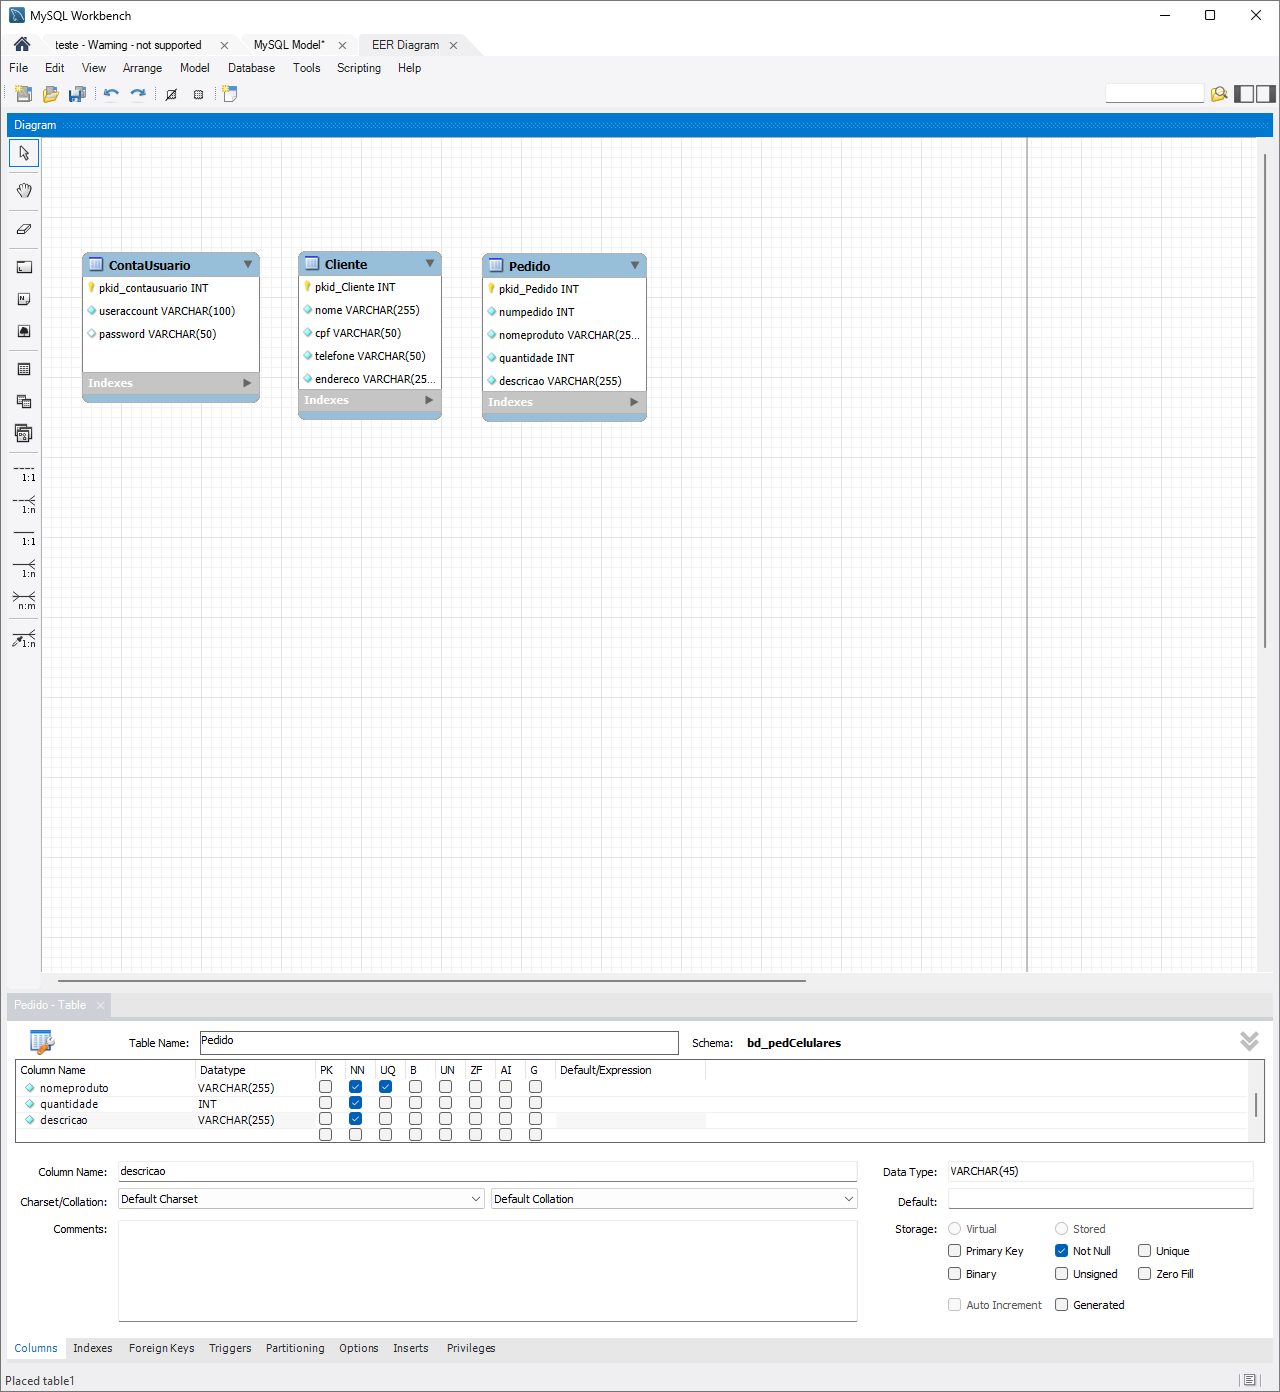 MySQL Workbench
teste - Warning - not supported
MySQL Model*
EER Diagram
File Edit View Arrange Model Database Tools Scripting Help
Diagram
ContaUsuario
pkid_contausuario INT
useraccount VARCHAR(100)
password VARCHAR(50)
Indexes
Cliente
pkid_Cliente INT
nome VARCHAR(255)
cpf VARCHAR(50)
telefone VARCHAR(50)
endereco VARCHAR(25...
Indexes
Pedido
pkid_Pedido INT
numpedido INT
nomeproduto VARCHAR(25...
quantidade INT
descricao VARCHAR(255)
Indexes
1:1
1:n
1:1
1:n
n:m
1:n
Pedido - Table
Table Name: Pedido Schema: bd_pedCelulares
Column Name Datatype PK NN UQ B UN ZF AI G Default/Expression
nomeproduto VARCHAR(255)
quantidade INT
descricao VARCHAR(255)
Column Name: descricao Data Type: VARCHAR(45)
Charset/Collation: Default Charset Default Collation Default:
Comments: Storage: Virtual Stored
Primary Key Not Null Unique
Binary Unsigned Zero Fill
Auto Increment Generated
Columns Indexes Foreign Keys Triggers Partitioning Options Inserts Privileges
Placed table1